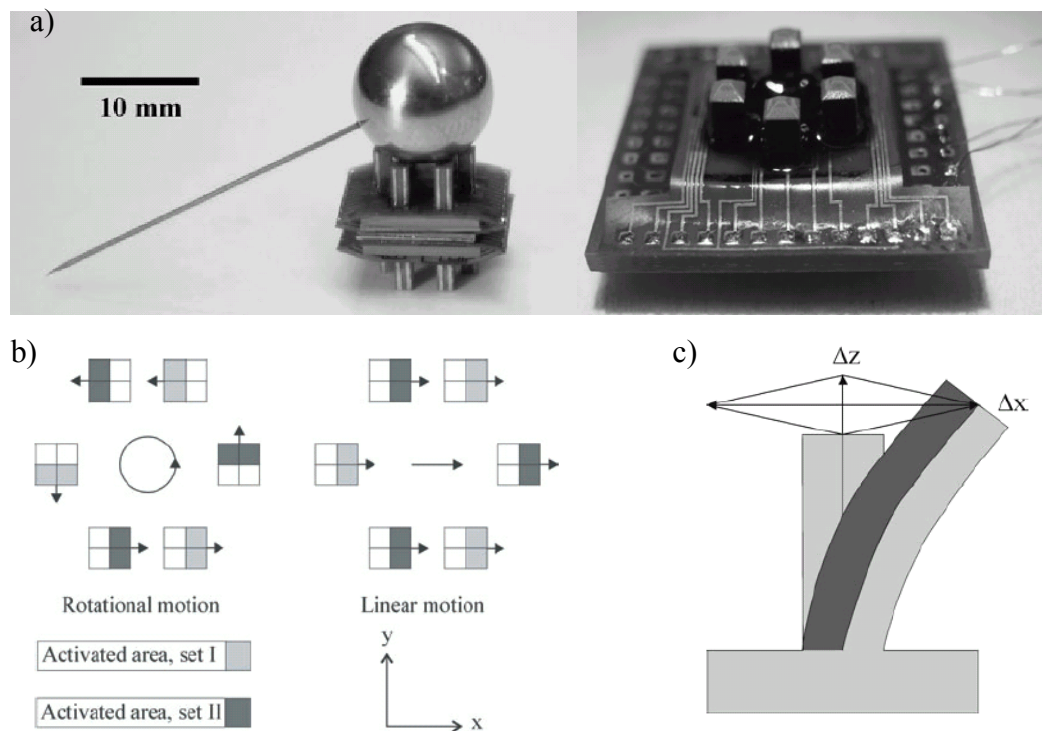 a)
10 mm
b)
c)
Δz
Δx
Rotational motion
Linear motion
Activated area, set I
Activated area, set II
y
x